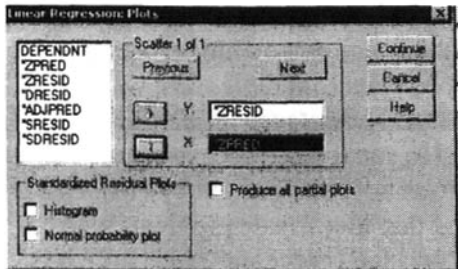 Linear Regression: Plots
DEPENDNT
*ZPRED
*ZRESID
*DRESID
*ADJPRED
*SRESID
*SDRESID
Scatter 1 of 1
Previous
Next
Y:
*ZRESID
X:
*ZPRED
Continue
Cancel
Help
Standardized Residual Plots
Histogram
Normal probability plot
Produce all partial plots